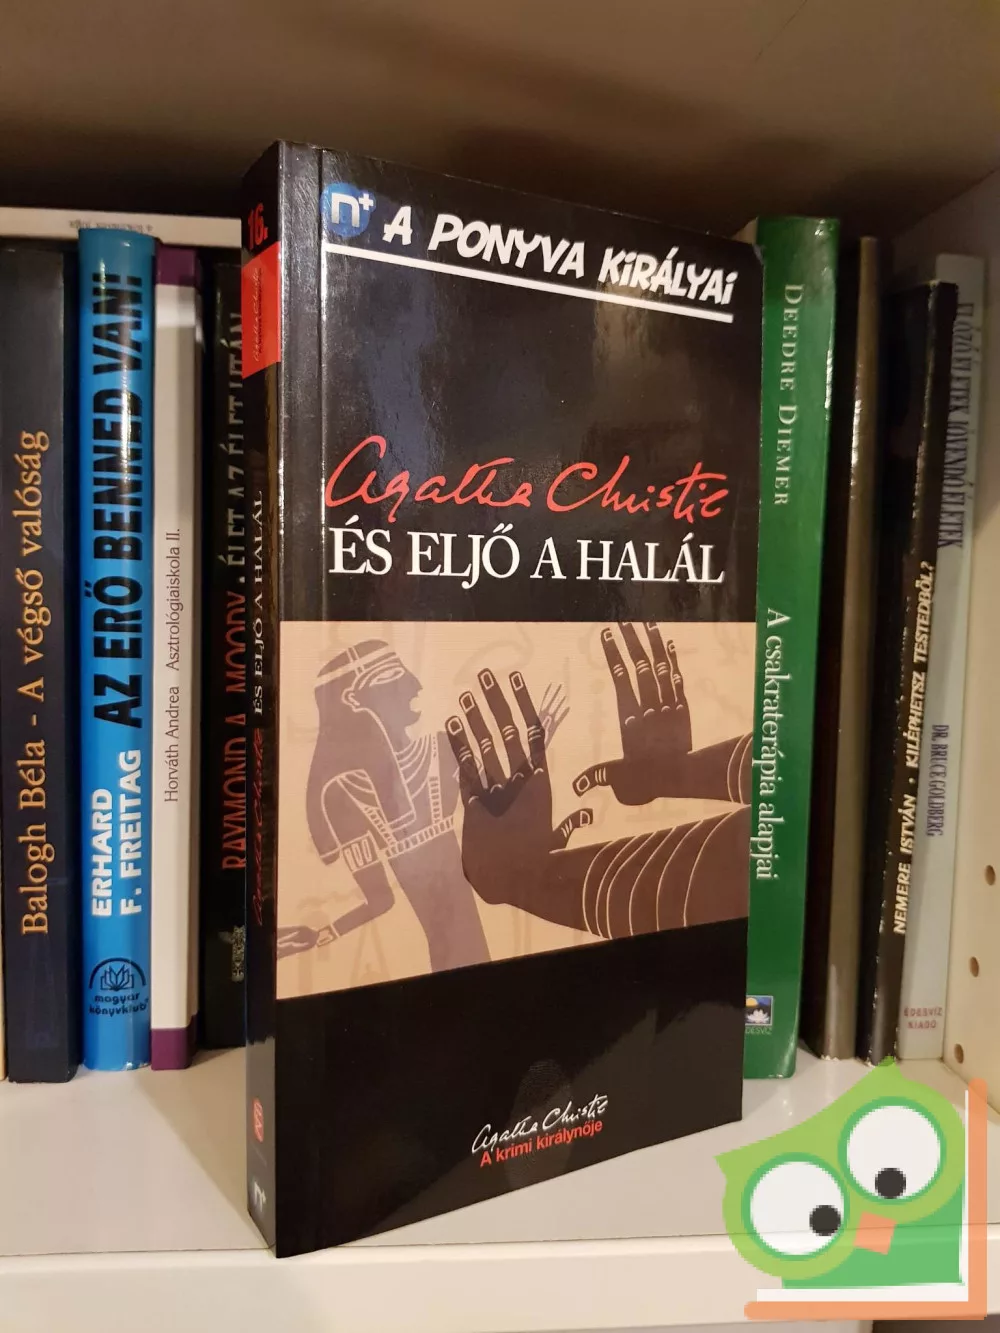 n+ A PONYVA KIRÁLYAI
Agatha Christie
ÉS ELJŐ A HALÁL
Agatha Christie
A krimi királynője
16.
Agatha Christie
Agatha Christie ÉS ELJŐ A HALÁL
n+
Balogh Béla - A végső valóság
ERHARD F. FREITAG AZ ERŐ BENNED VAN!
magyar
könyvklub
Horváth Andrea Asztrológiaiskola II.
RAYMOND A. MOODY · ÉLET AZ ÉLET UTÁN
DEEDRE DIEMER A csakraterápia alapjai
NEMERE ISTVÁN · KILÉPHETSZ TESTEDBŐL?
DR. BRUCE GOLDBERG
ÉDESVÍZ
KIADÓ